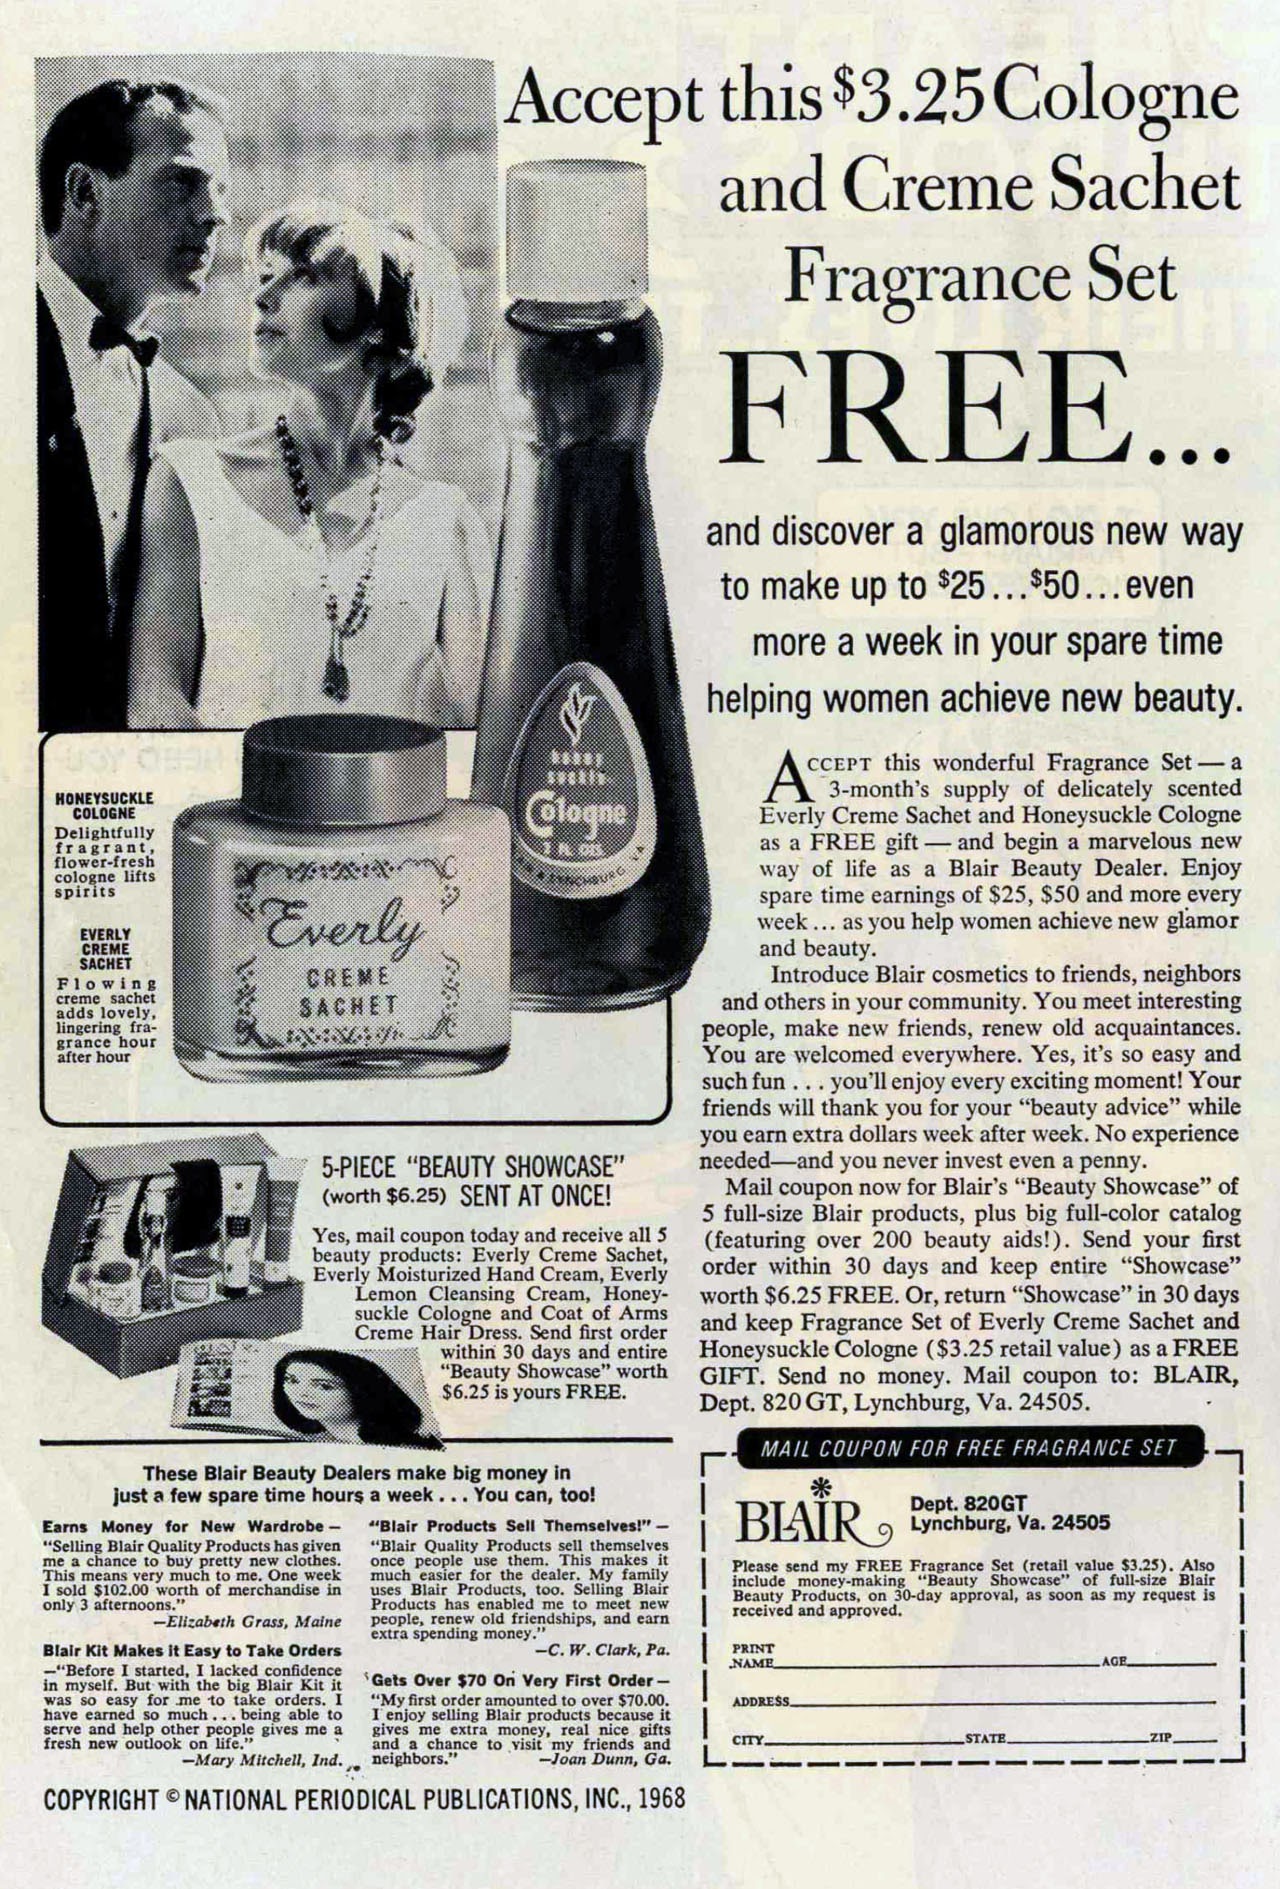 Accept this $3.25 Cologne
and Creme Sachet
Fragrance Set
FREE...
and discover a glamorous new way
to make up to $25...$50...even
more a week in your spare time
helping women achieve new beauty.
HONEYSUCKLE
COLOGNE
Delightfully
fragrant,
flower-fresh
cologne lifts
spirits
EVERLY
CREME
SACHET
Flowing
creme sachet
adds lovely,
lingering fra-
grance hour
after hour
Everly
CREME
SACHET
Cologne
ACCEPT this wonderful Fragrance Set — a
3-month's supply of delicately scented
Everly Creme Sachet and Honeysuckle Cologne
as a FREE gift — and begin a marvelous new
way of life as a Blair Beauty Dealer. Enjoy
spare time earnings of $25, $50 and more every
week ... as you help women achieve new glamor
and beauty.
Introduce Blair cosmetics to friends, neighbors
and others in your community. You meet interesting
people, make new friends, renew old acquaintances.
You are welcomed everywhere. Yes, it's so easy and
such fun . . . you'll enjoy every exciting moment! Your
friends will thank you for your "beauty advice" while
you earn extra dollars week after week. No experience
needed—and you never invest even a penny.
Mail coupon now for Blair's "Beauty Showcase" of
5 full-size Blair products, plus big full-color catalog
(featuring over 200 beauty aids!). Send your first
order within 30 days and keep entire "Showcase"
worth $6.25 FREE. Or, return "Showcase" in 30 days
and keep Fragrance Set of Everly Creme Sachet and
Honeysuckle Cologne ($3.25 retail value) as a FREE
GIFT. Send no money. Mail coupon to: BLAIR,
Dept. 820GT, Lynchburg, Va. 24505.
5-PIECE "BEAUTY SHOWCASE"
(worth $6.25) SENT AT ONCE!
Yes, mail coupon today and receive all 5
beauty products: Everly Creme Sachet,
Everly Moisturized Hand Cream, Everly
Lemon Cleansing Cream, Honey-
suckle Cologne and Coat of Arms
Creme Hair Dress. Send first order
within 30 days and entire
"Beauty Showcase" worth
$6.25 is yours FREE.
These Blair Beauty Dealers make big money in
just a few spare time hours a week . . . You can, too!
Earns Money for New Wardrobe —
"Selling Blair Quality Products has given
me a chance to buy pretty new clothes.
This means very much to me. One week
I sold $102.00 worth of merchandise in
only 3 afternoons."
—Elizabeth Grass, Maine
Blair Kit Makes it Easy to Take Orders
—"Before I started, I lacked confidence
in myself. But with the big Blair Kit it
was so easy for me to take orders. I
have earned so much . . . being able to
serve and help other people gives me a
fresh new outlook on life."
—Mary Mitchell, Ind.
"Blair Products Sell Themselves!" —
"Blair Quality Products sell themselves
once people use them. This makes it
much easier for the dealer. My family
uses Blair Products, too. Selling Blair
Products has enabled me to meet new
people, renew old friendships, and earn
extra spending money."
—C. W. Clark, Pa.
Gets Over $70 On Very First Order —
"My first order amounted to over $70.00.
I enjoy selling Blair products because it
gives me extra money, real nice gifts
and a chance to visit my friends and
neighbors." —Joan Dunn, Ga.
MAIL COUPON FOR FREE FRAGRANCE SET
BLAIR
Dept. 820GT
Lynchburg, Va. 24505
Please send my FREE Fragrance Set (retail value $3.25). Also
include money-making "Beauty Showcase" of full-size Blair
Beauty Products, on 30-day approval, as soon as my request is
received and approved.
PRINT
NAME AGE
ADDRESS
CITY STATE ZIP
COPYRIGHT © NATIONAL PERIODICAL PUBLICATIONS, INC., 1968